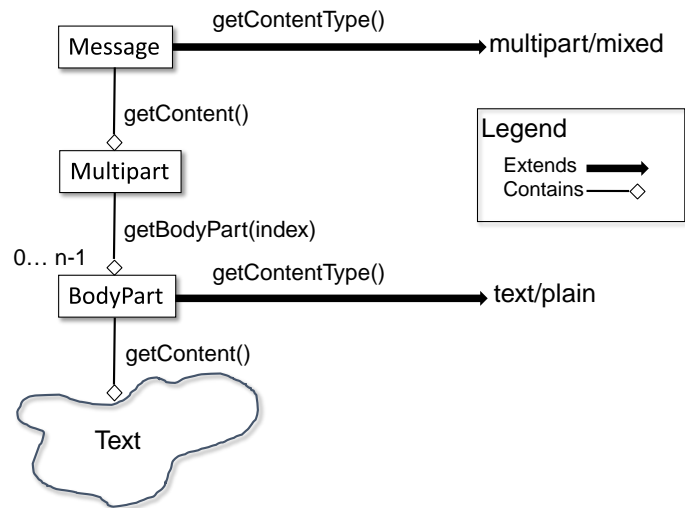 getContentType()
Message
multipart/mixed
getContent()
Legend
Extends
Contains
Multipart
getBodyPart(index)
0... n-1
getContentType()
BodyPart
text/plain
getContent()
Text